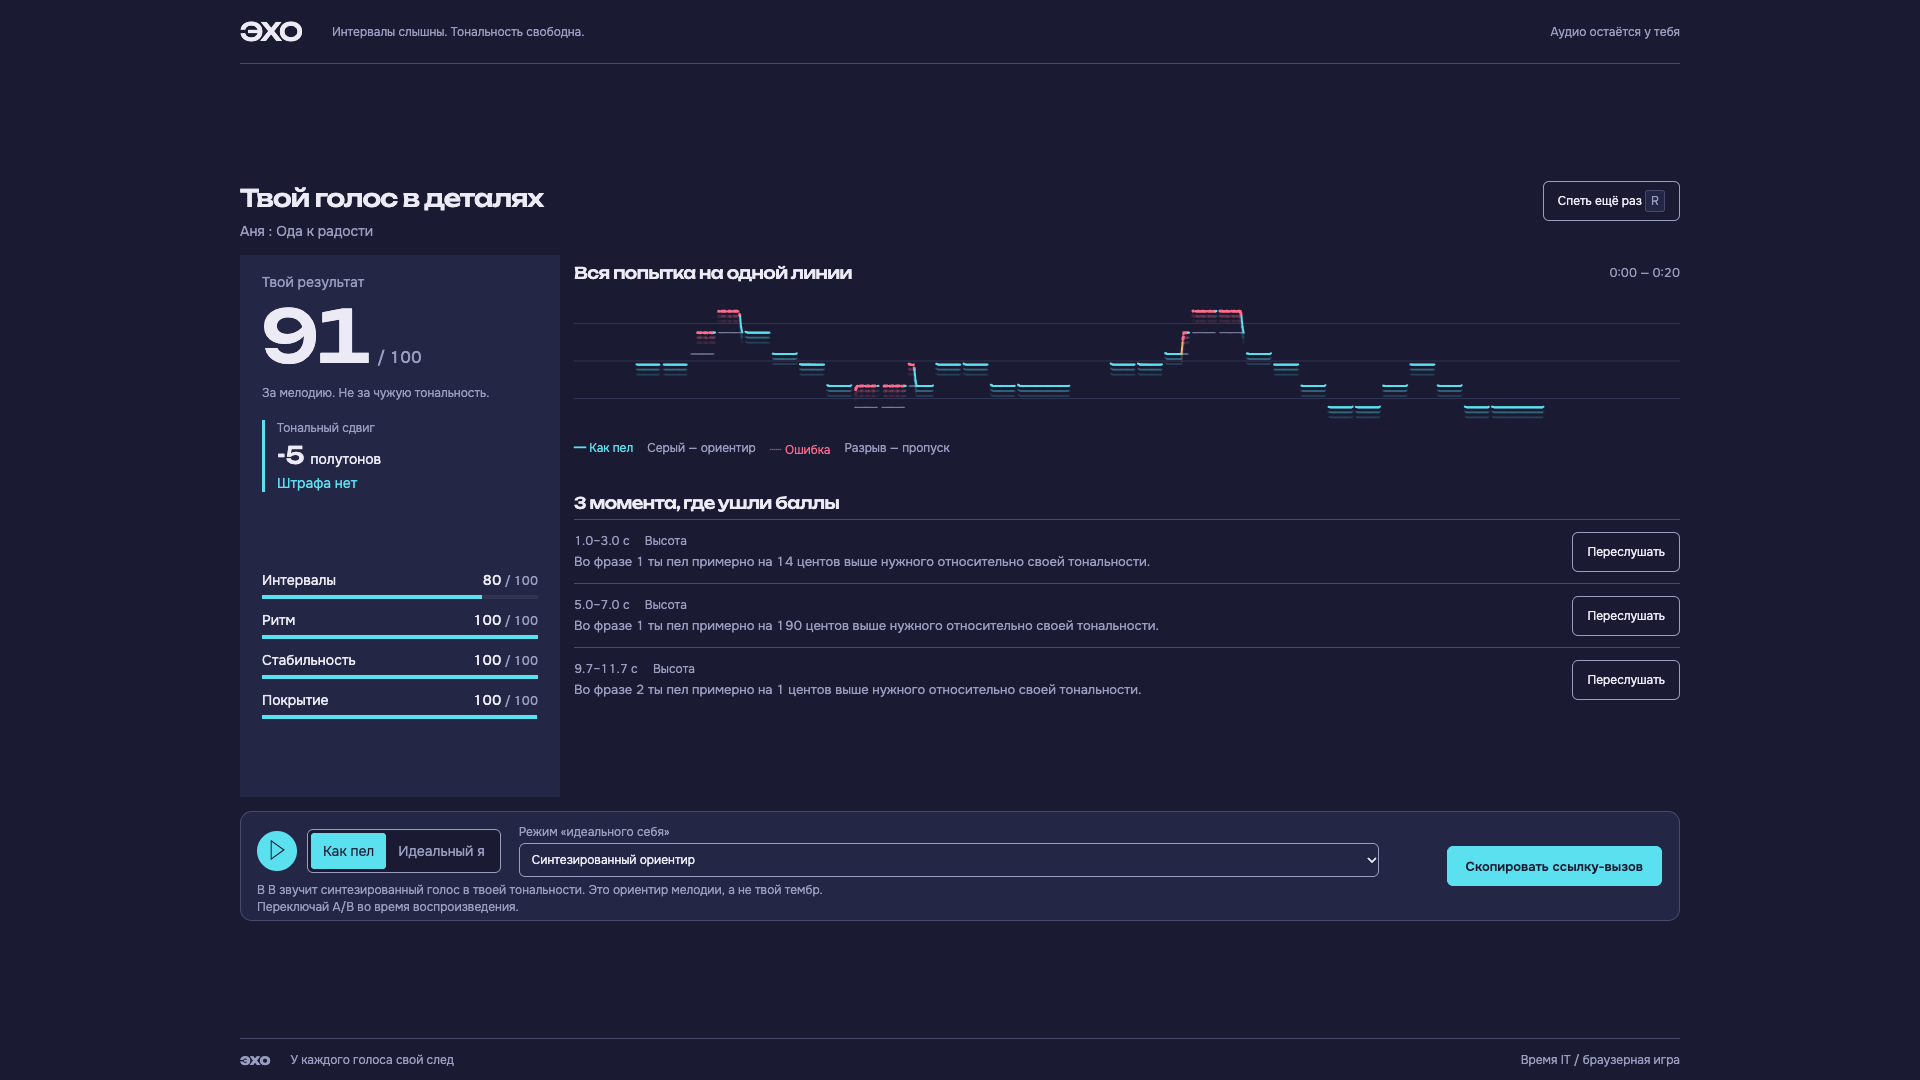 ЭХО Интервалы слышны. Тональность свободна. Аудио остаётся у тебя
Твой голос в деталях
Спеть ещё раз R
Аня : Ода к радости
Твой результат
91 / 100
За мелодию. Не за чужую тональность.
Тональный сдвиг
-5 полутонов
Штрафа нет
Интервалы 80 / 100
Ритм 100 / 100
Стабильность 100 / 100
Покрытие 100 / 100
Вся попытка на одной линии 0:00 — 0:20
Как пел Серый — ориентир Ошибка Разрыв — пропуск
3 момента, где ушли баллы
1.0–3.0 с Высота
Во фразе 1 ты пел примерно на 14 центов выше нужного относительно своей тональности.
Переслушать
5.0–7.0 с Высота
Во фразе 1 ты пел примерно на 190 центов выше нужного относительно своей тональности.
Переслушать
9.7–11.7 с Высота
Во фразе 2 ты пел примерно на 1 центов выше нужного относительно своей тональности.
Переслушать
Как пел Идеальный я
Режим «идеального себя»
Синтезированный ориентир
Скопировать ссылку-вызов
В B звучит синтезированный голос в твоей тональности. Это ориентир мелодии, а не твой тембр.
Переключай A/B во время воспроизведения.
ЭХО У каждого голоса свой след Время IT / браузерная игра